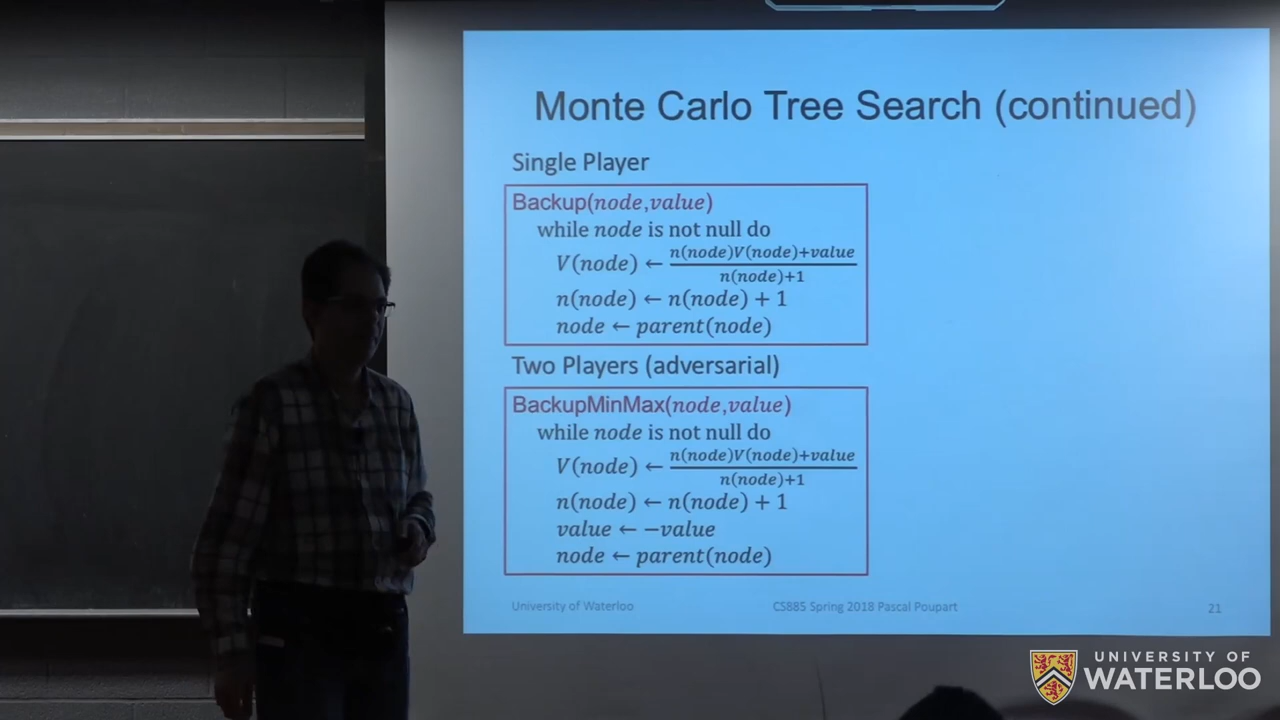 Monte Carlo Tree Search (continued)
Single Player
Backup(node,value)
while node is not null do
V(node) ← n(node)V(node)+value / n(node)+1
n(node) ← n(node) + 1
node ← parent(node)
Two Players (adversarial)
BackupMinMax(node,value)
while node is not null do
V(node) ← n(node)V(node)+value / n(node)+1
n(node) ← n(node) + 1
value ← −value
node ← parent(node)
University of Waterloo CS885 Spring 2018 Pascal Poupart 21
UNIVERSITY OF
WATERLOO